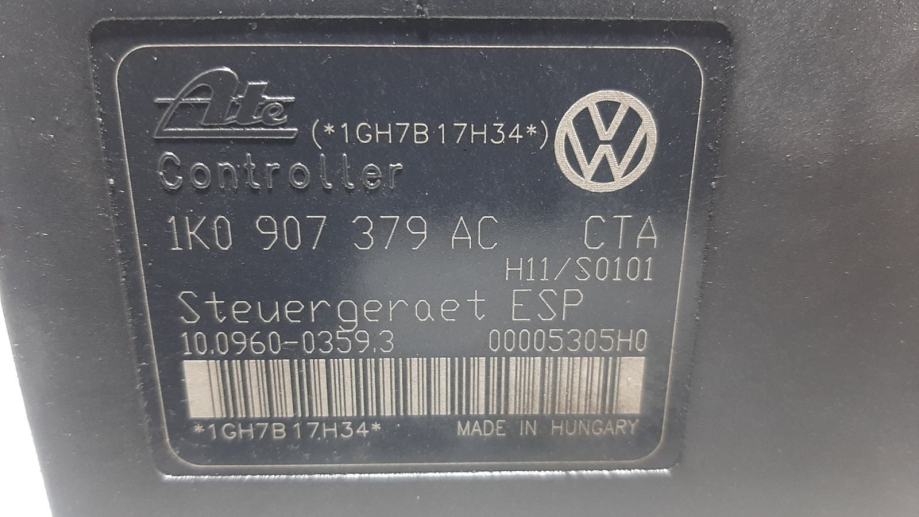 Ate (*1GH7B17H34*)
Controller
1K0 907 379 AC CTA
H11/S0101
Steuergeraet ESP
10.0960-0359.3 00005305H0
*1GH7B17H34* MADE IN HUNGARY